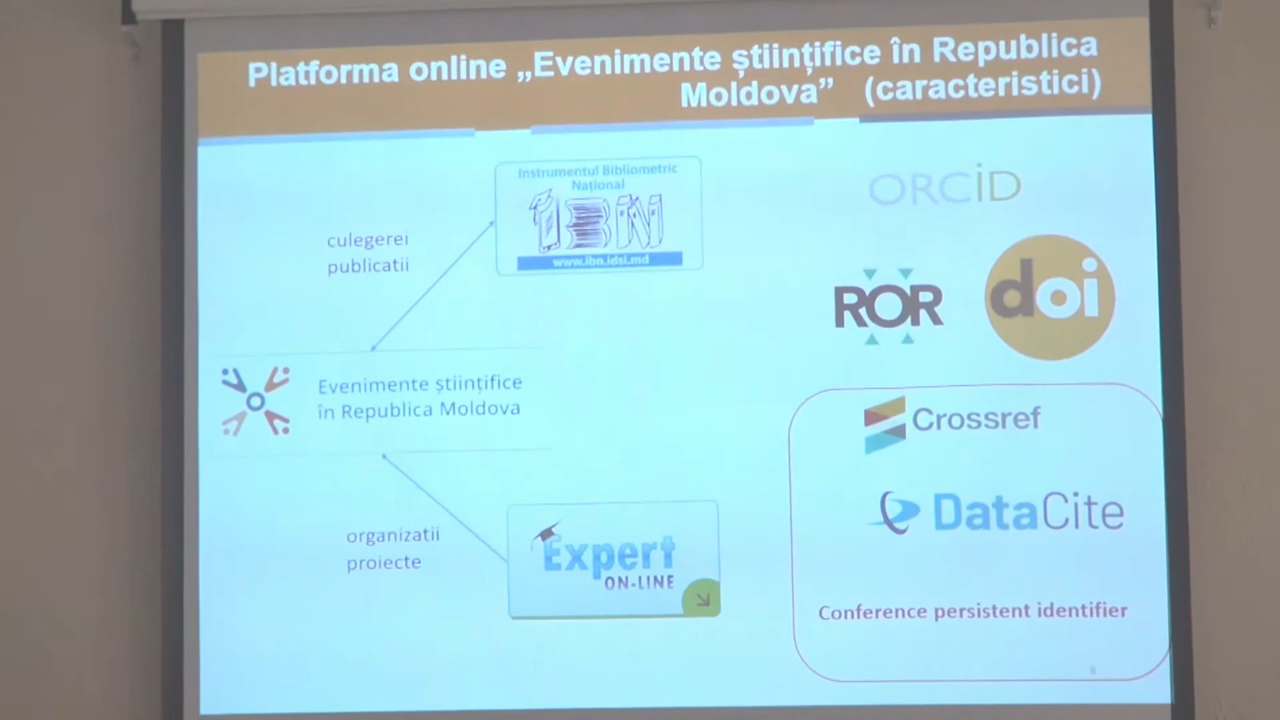 Platforma online „Evenimente științifice în Republica
Moldova” (caracteristici)
Instrumentul Bibliometric
Național
IBN
www.ibn.idsi.md
culegerei
publicatii
Evenimente științifice
în Republica Moldova
organizatii
proiecte
Expert
ON-LINE
ORCiD
ROR
doi
Crossref
DataCite
Conference persistent identifier